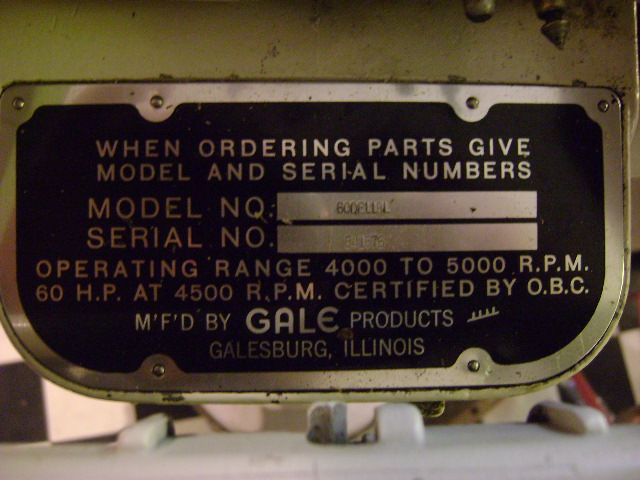 WHEN ORDERING PARTS GIVE
MODEL AND SERIAL NUMBERS
MODEL NO.
SERIAL NO.
OPERATING RANGE 4000 TO 5000 R.P.M.
60 H.P. AT 4500 R.P.M. CERTIFIED BY O.B.C.
M'F'D BY GALE PRODUCTS
GALESBURG, ILLINOIS